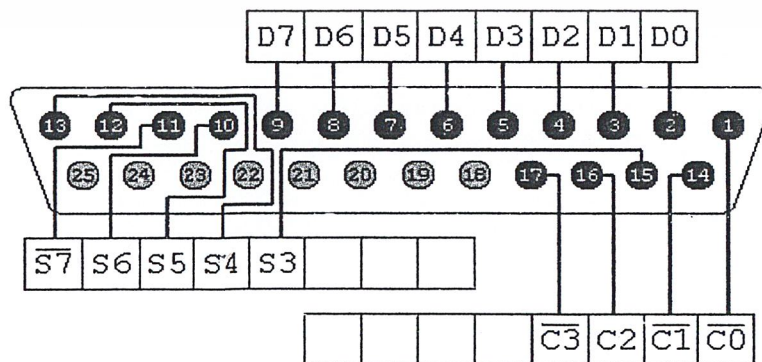 D7 D6 D5 D4 D3 D2 D1 D0
13 12 11 10 9 8 7 6 5 4 3 2 1
25 24 23 22 21 20 19 18 17 16 15 14
S̅7̅ S6 S5 S4 S3
C̅3̅ C2 C̅1̅ C̅0̅